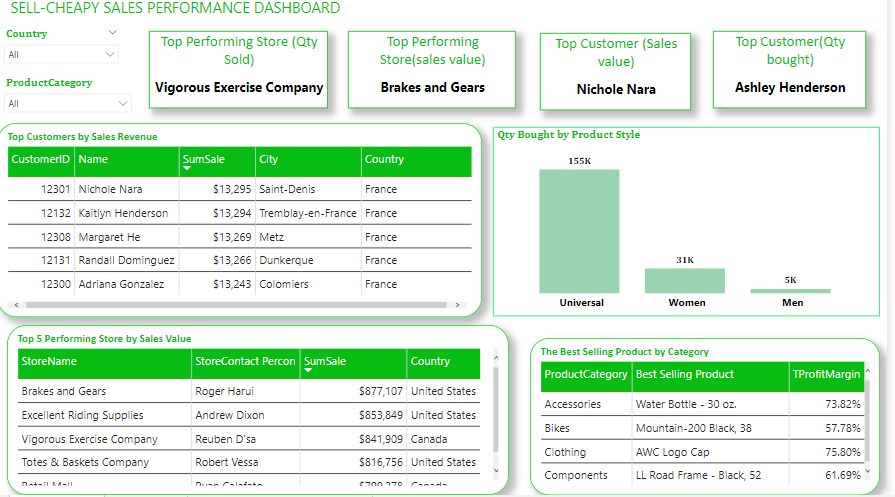 SELL-CHEAPY SALES PERFORMANCE DASHBOARD
Country
All
ProductCategory
All
Top Performing Store (Qty
Sold)
Vigorous Exercise Company
Top Performing
Store(sales value)
Brakes and Gears
Top Customer (Sales
value)
Nichole Nara
Top Customer(Qty
bought)
Ashley Henderson
Top Customers by Sales Revenue
CustomerID Name SumSale City Country
12301 Nichole Nara $13,295 Saint-Denis France
12132 Kaitlyn Henderson $13,294 Tremblay-en-France France
12308 Margaret He $13,269 Metz France
12131 Randall Dominguez $13,266 Dunkerque France
12300 Adriana Gonzalez $13,243 Colomiers France
Qty Bought by Product Style
155K
31K
5K
Universal Women Men
Top 5 Performing Store by Sales Value
StoreName StoreContact Percon SumSale Country
Brakes and Gears Roger Harui $877,107 United States
Excellent Riding Supplies Andrew Dixon $853,849 United States
Vigorous Exercise Company Reuben D'sa $841,909 Canada
Totes & Baskets Company Robert Vessa $816,756 United States
Retail Mall Ryan Calafato $799,278 Canada
The Best Selling Product by Category
ProductCategory Best Selling Product TProfitMargin
Accessories Water Bottle - 30 oz. 73.82%
Bikes Mountain-200 Black, 38 57.78%
Clothing AWC Logo Cap 75.80%
Components LL Road Frame - Black, 52 61.69%